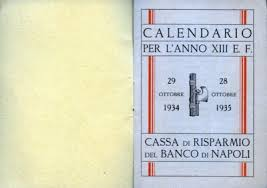 CALENDARIO
PER L'ANNO XIII E. F.
29 28
OTTOBRE OTTOBRE
1934 1935
CASSA DI RISPARMIO
DEL BANCO DI NAPOLI